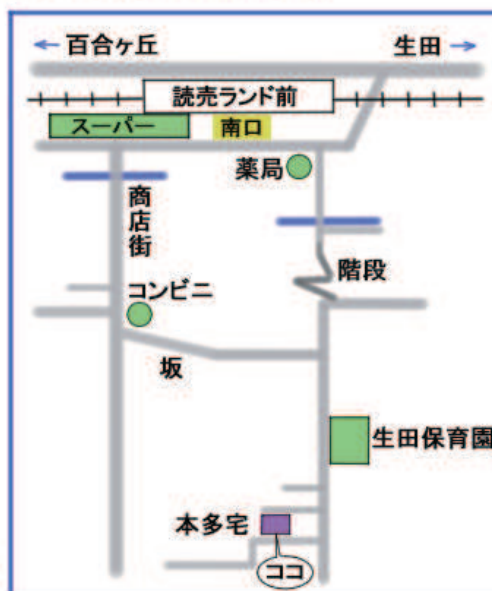 ← 百合ヶ丘
生田 →
読売ランド前
スーパー
南口
薬局
商店街
階段
コンビニ
坂
生田保育園
本多宅
ココ